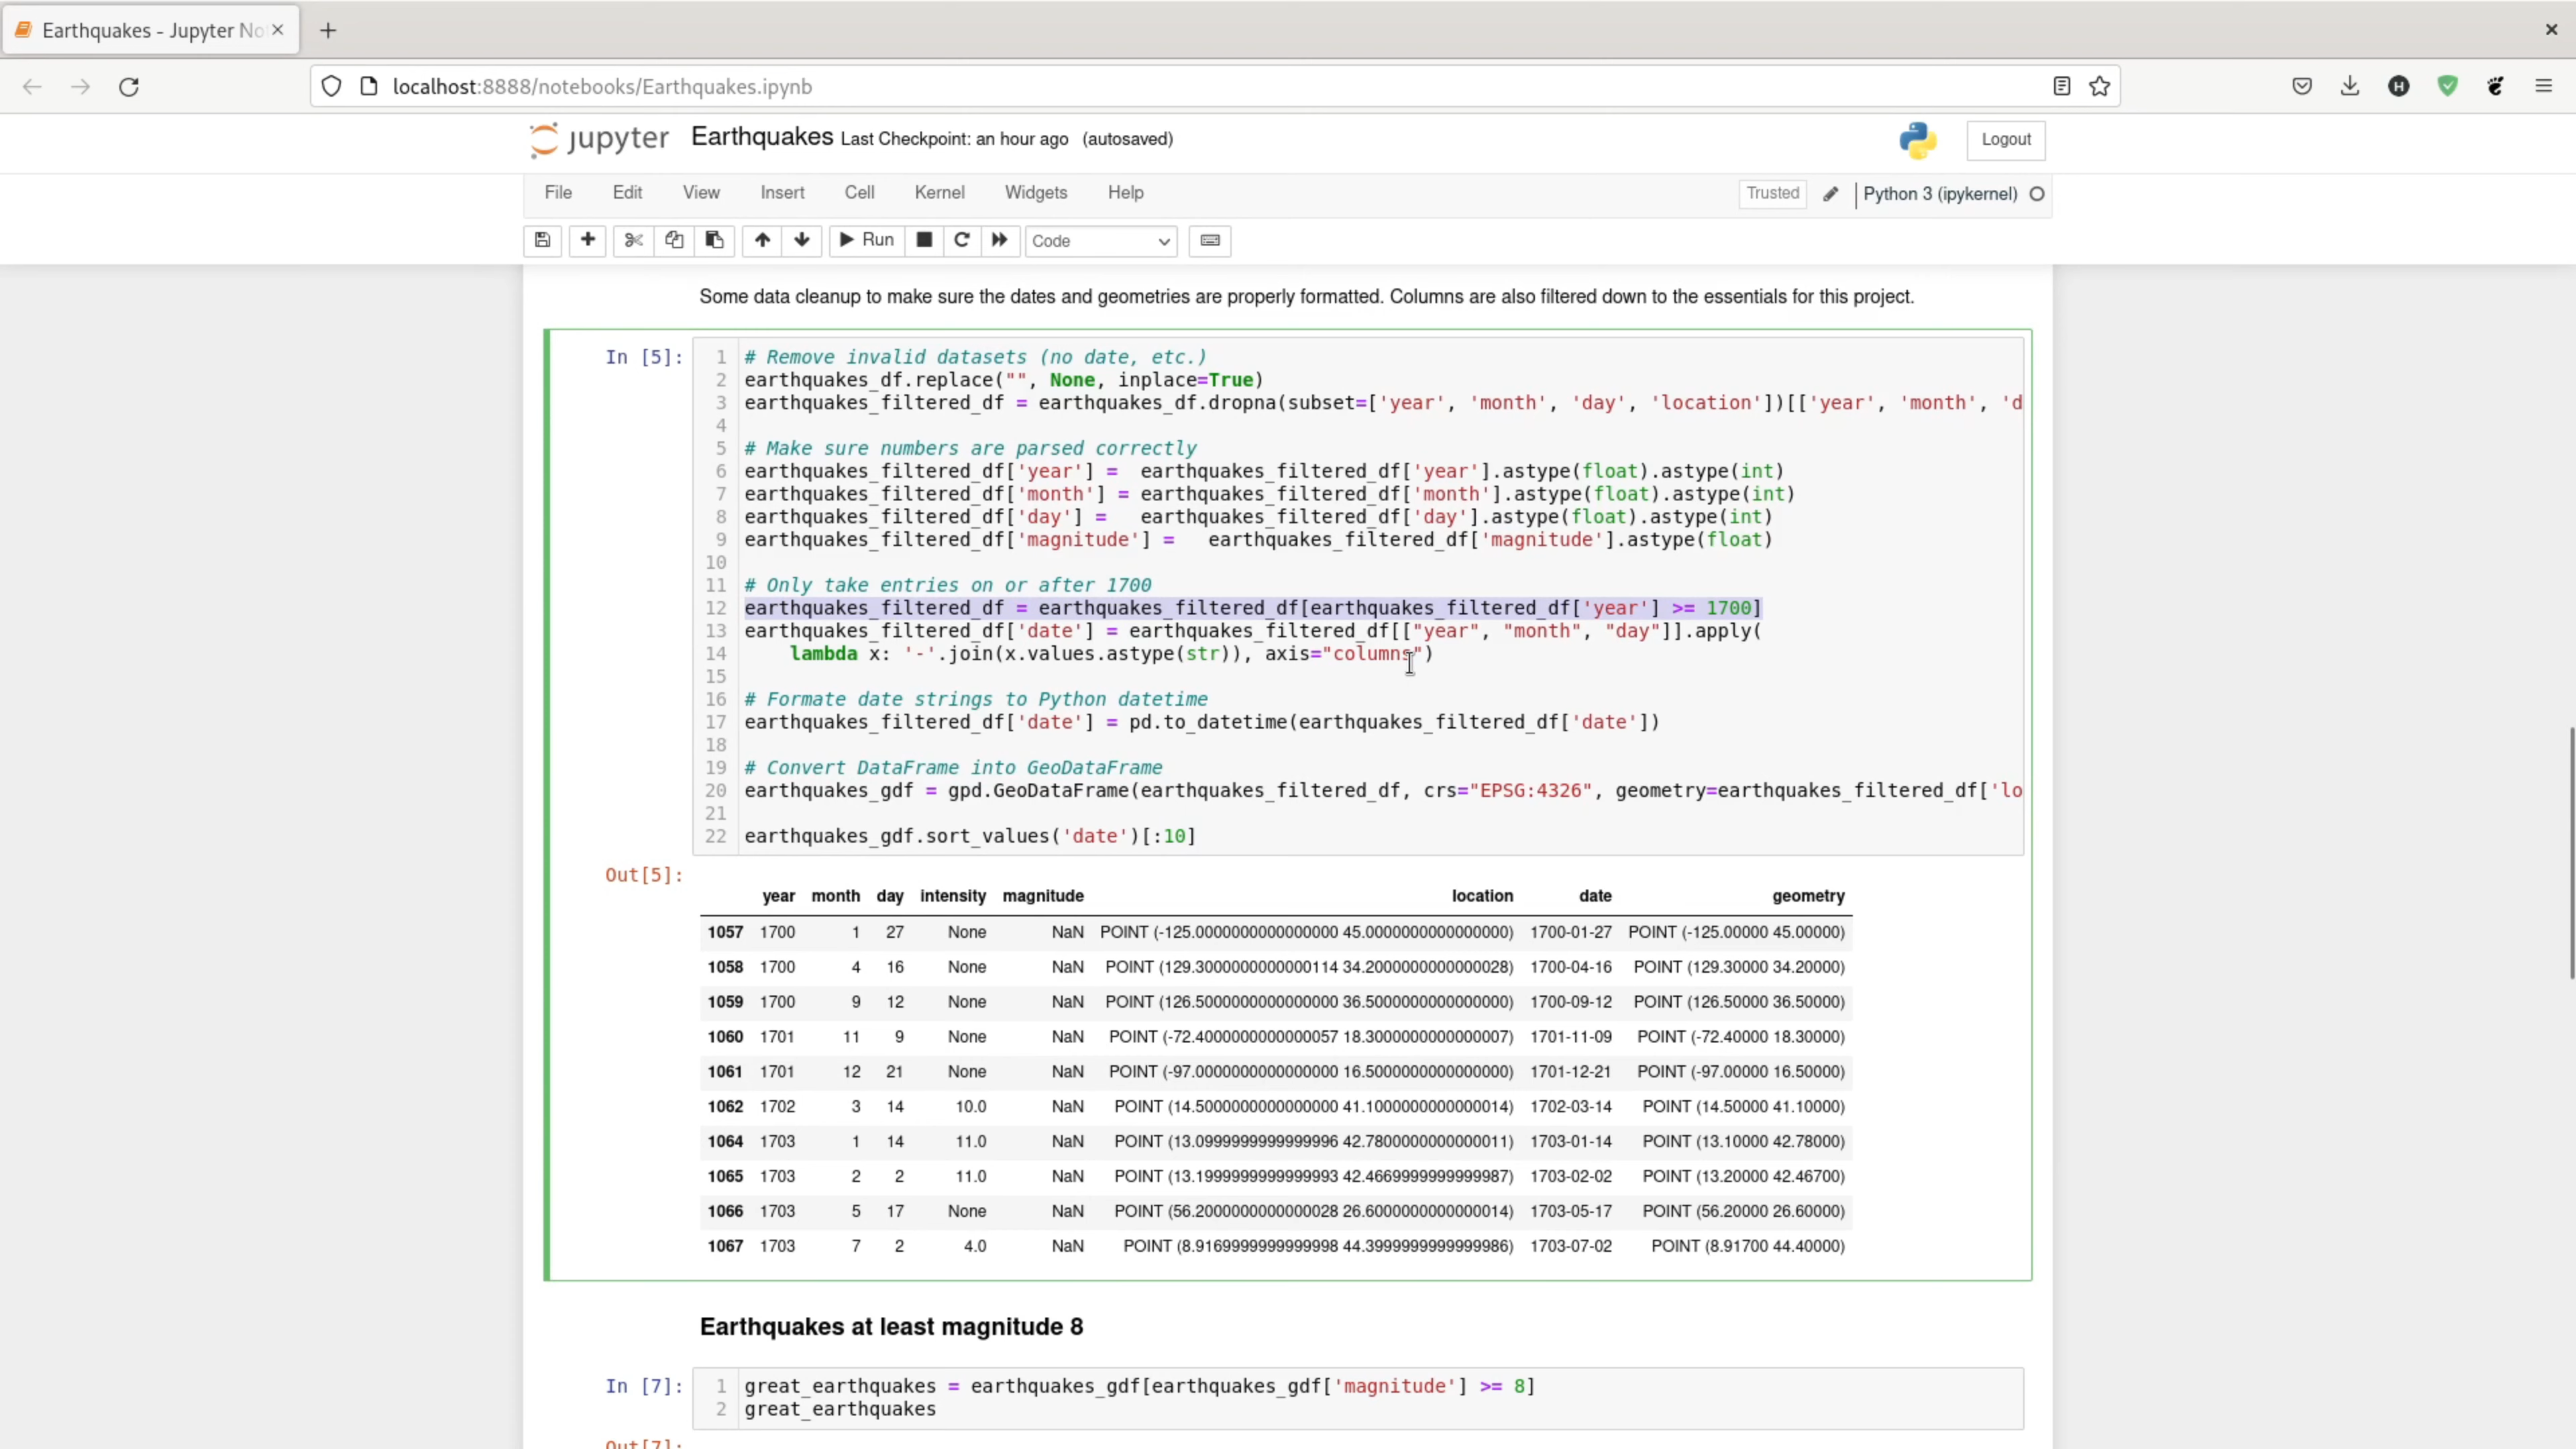 Earthquakes - Jupyter No
localhost:8888/notebooks/Earthquakes.ipynb
jupyter Earthquakes Last Checkpoint: an hour ago (autosaved) Logout
File Edit View Insert Cell Kernel Widgets Help Trusted Python 3 (ipykernel)
Run Code
Some data cleanup to make sure the dates and geometries are properly formatted. Columns are also filtered down to the essentials for this project.
In [5]:
1 # Remove invalid datasets (no date, etc.)
2 earthquakes_df.replace("", None, inplace=True)
3 earthquakes_filtered_df = earthquakes_df.dropna(subset=['year', 'month', 'day', 'location'])[['year', 'month', 'd
4
5 # Make sure numbers are parsed correctly
6 earthquakes_filtered_df['year'] =  earthquakes_filtered_df['year'].astype(float).astype(int)
7 earthquakes_filtered_df['month'] = earthquakes_filtered_df['month'].astype(float).astype(int)
8 earthquakes_filtered_df['day'] =   earthquakes_filtered_df['day'].astype(float).astype(int)
9 earthquakes_filtered_df['magnitude'] =   earthquakes_filtered_df['magnitude'].astype(float)
10
11 # Only take entries on or after 1700
12 earthquakes_filtered_df = earthquakes_filtered_df[earthquakes_filtered_df['year'] >= 1700]
13 earthquakes_filtered_df['date'] = earthquakes_filtered_df[["year", "month", "day"]].apply(
14     lambda x: '-'.join(x.values.astype(str)), axis="columns")
15
16 # Formate date strings to Python datetime
17 earthquakes_filtered_df['date'] = pd.to_datetime(earthquakes_filtered_df['date'])
18
19 # Convert DataFrame into GeoDataFrame
20 earthquakes_gdf = gpd.GeoDataFrame(earthquakes_filtered_df, crs="EPSG:4326", geometry=earthquakes_filtered_df['lo
21
22 earthquakes_gdf.sort_values('date')[:10]
Out[5]:
year month day intensity magnitude location date geometry
1057 1700 1 27 None NaN POINT (-125.0000000000000000 45.0000000000000000) 1700-01-27 POINT (-125.00000 45.00000)
1058 1700 4 16 None NaN POINT (129.3000000000000114 34.2000000000000028) 1700-04-16 POINT (129.30000 34.20000)
1059 1700 9 12 None NaN POINT (126.5000000000000000 36.5000000000000000) 1700-09-12 POINT (126.50000 36.50000)
1060 1701 11 9 None NaN POINT (-72.4000000000000057 18.3000000000000007) 1701-11-09 POINT (-72.40000 18.30000)
1061 1701 12 21 None NaN POINT (-97.0000000000000000 16.5000000000000000) 1701-12-21 POINT (-97.00000 16.50000)
1062 1702 3 14 10.0 NaN POINT (14.5000000000000000 41.1000000000000014) 1702-03-14 POINT (14.50000 41.10000)
1064 1703 1 14 11.0 NaN POINT (13.0999999999999996 42.7800000000000011) 1703-01-14 POINT (13.10000 42.78000)
1065 1703 2 2 11.0 NaN POINT (13.1999999999999993 42.4669999999999987) 1703-02-02 POINT (13.20000 42.46700)
1066 1703 5 17 None NaN POINT (56.2000000000000028 26.6000000000000014) 1703-05-17 POINT (56.20000 26.60000)
1067 1703 7 2 4.0 NaN POINT (8.9169999999999998 44.3999999999999986) 1703-07-02 POINT (8.91700 44.40000)
Earthquakes at least magnitude 8
In [7]:
1 great_earthquakes = earthquakes_gdf[earthquakes_gdf['magnitude'] >= 8]
2 great_earthquakes
Out[7]: